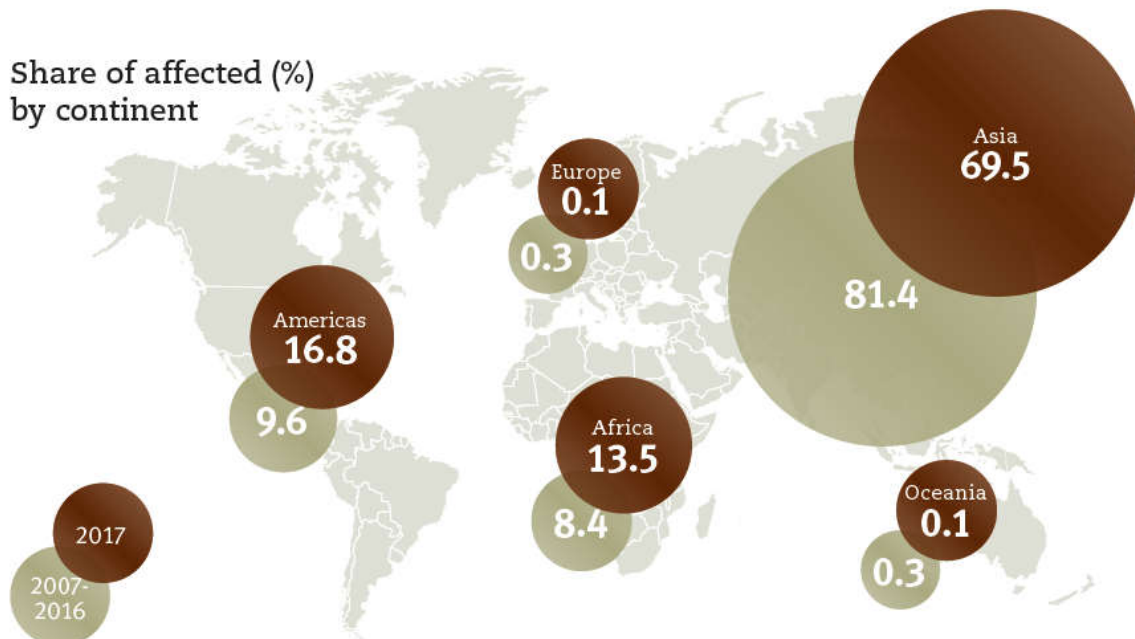 Share of affected (%)
by continent
Asia
69.5
81.4
Europe
0.1
0.3
Americas
16.8
9.6
Africa
13.5
8.4
Oceania
0.1
0.3
2017
2007-
2016